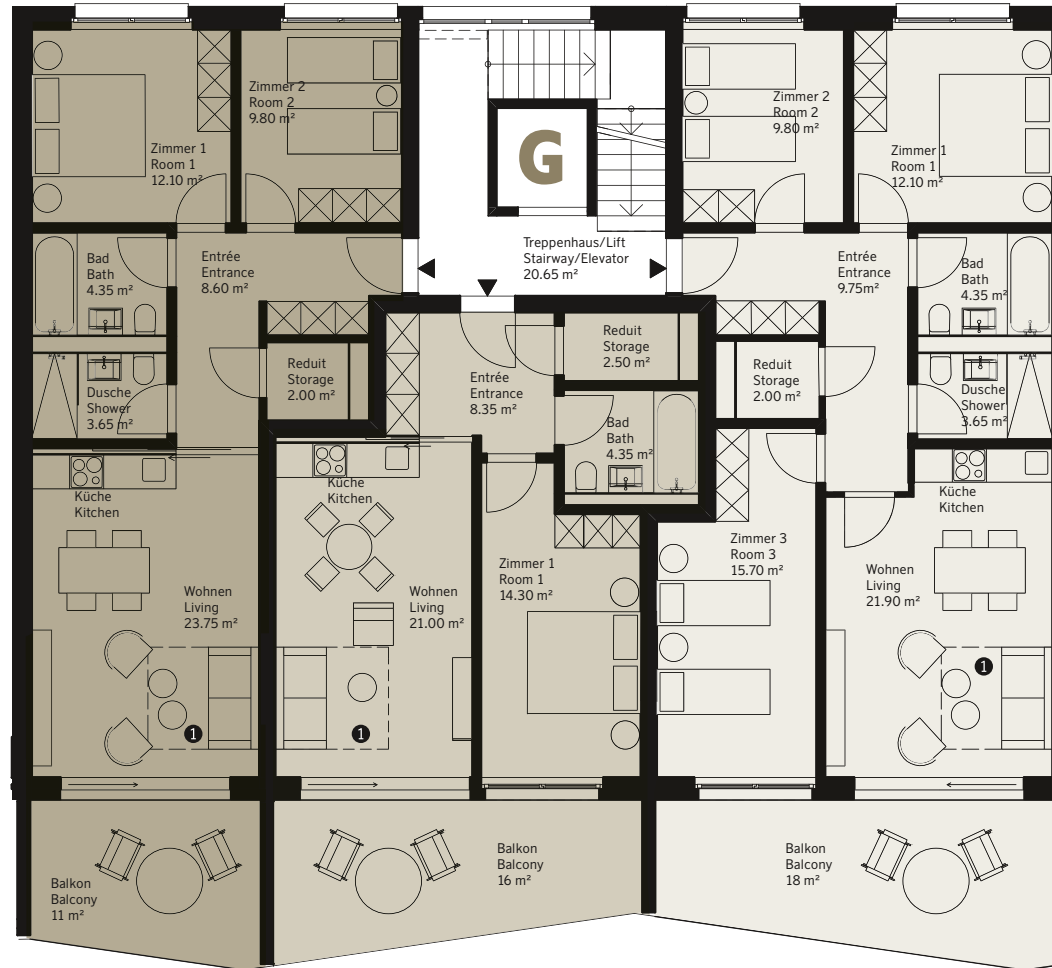 Zimmer 1
Room 1
12.10 m²
Zimmer 2
Room 2
9.80 m²
G
Zimmer 2
Room 2
9.80 m²
Zimmer 1
Room 1
12.10 m²
Bad
Bath
4.35 m²
Entrée
Entrance
8.60 m²
Treppenhaus/Lift
Stairway/Elevator
20.65 m²
Entrée
Entrance
9.75m²
Bad
Bath
4.35 m²
Dusche
Shower
3.65 m²
Reduit
Storage
2.00 m²
Entrée
Entrance
8.35 m²
Reduit
Storage
2.50 m²
Bad
Bath
4.35 m²
Reduit
Storage
2.00 m²
Dusche
Shower
3.65 m²
Küche
Kitchen
Küche
Kitchen
Küche
Kitchen
Wohnen
Living
23.75 m²
Wohnen
Living
21.00 m²
Zimmer 1
Room 1
14.30 m²
Zimmer 3
Room 3
15.70 m²
Wohnen
Living
21.90 m²
1
1
1
Balkon
Balcony
11 m²
Balkon
Balcony
16 m²
Balkon
Balcony
18 m²